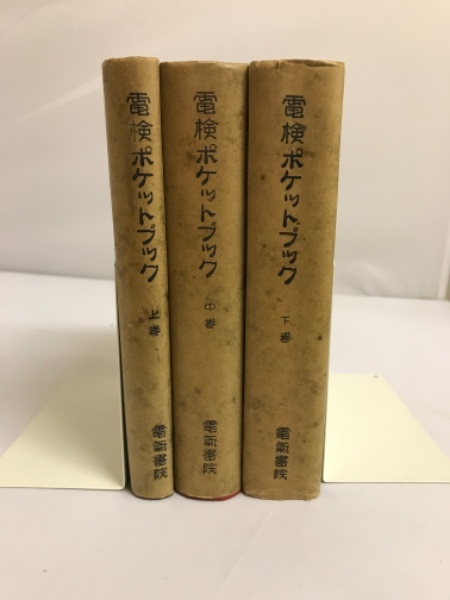 電検ポケットブック
上巻
電気書院
電検ポケットブック
中巻
電気書院
電検ポケットブック
下巻
電気書院